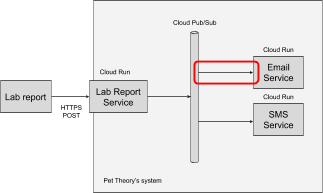 Cloud Pub/Sub
Cloud Run
Email
Service
Cloud Run
Lab report
HTTPS
POST
Lab Report
Service
Cloud Run
SMS
Service
Pet Theory's system